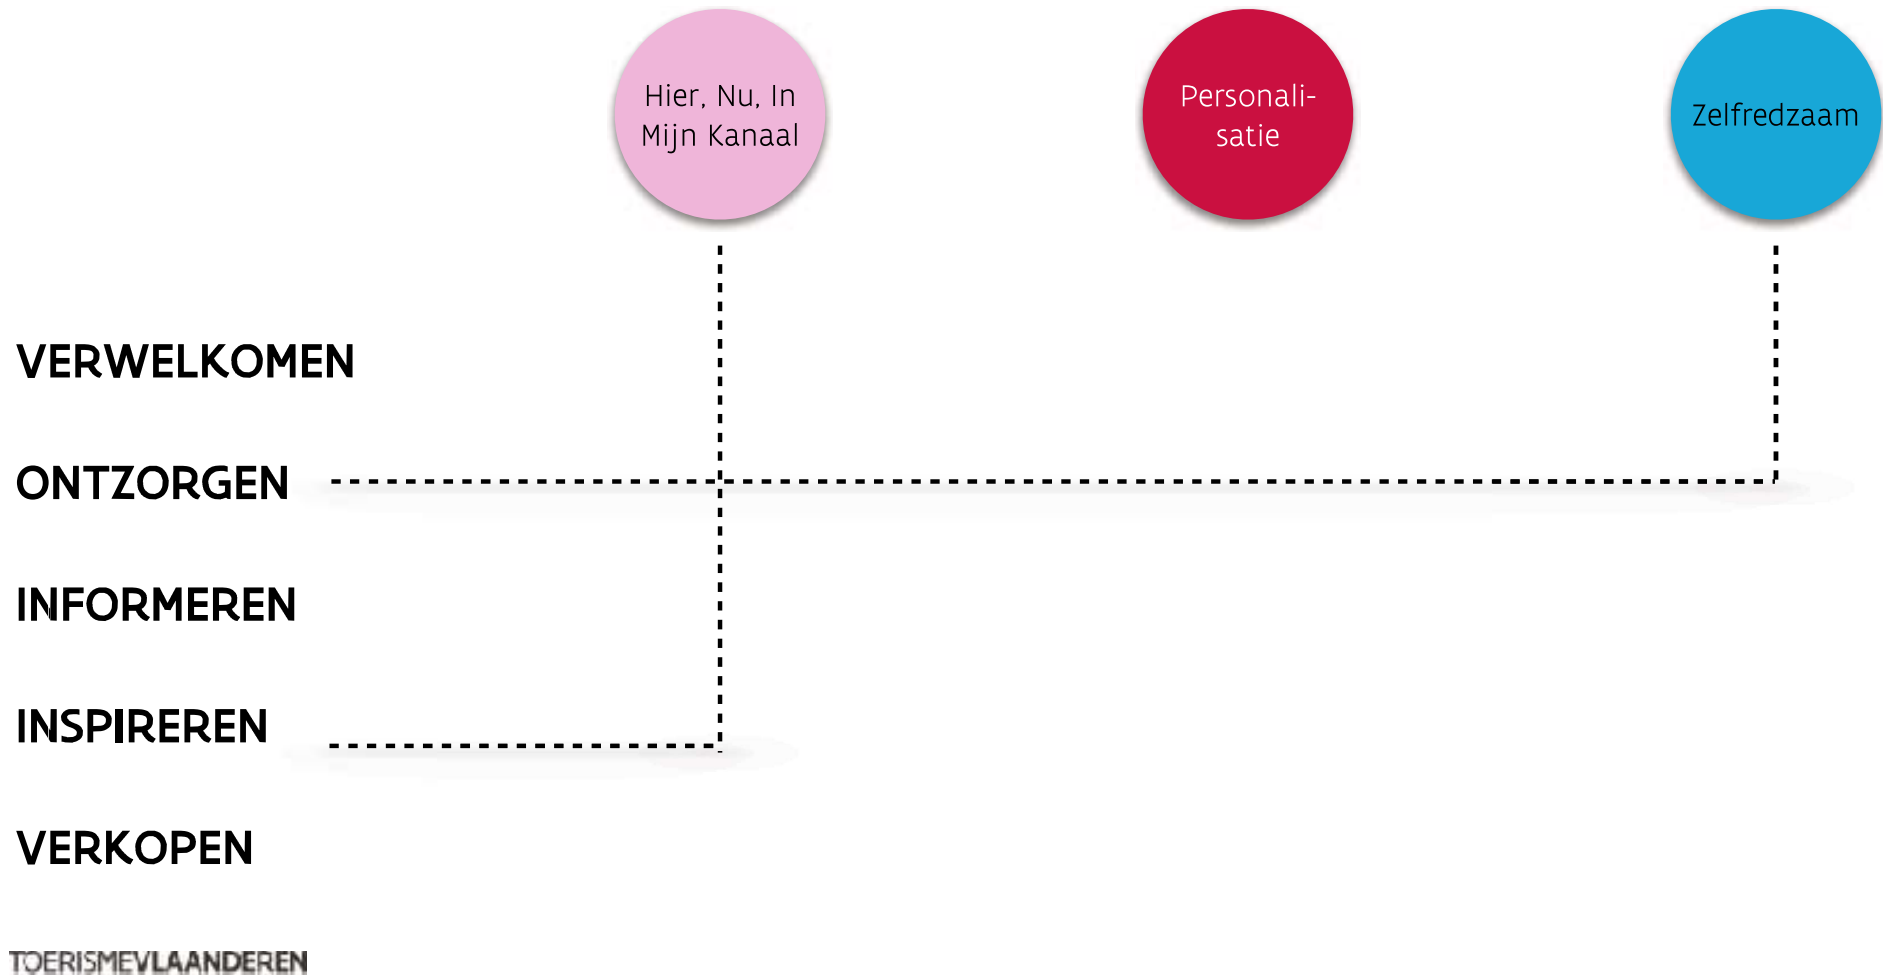 Hier, Nu, In
Mijn Kanaal
Personali-
satie
Zelfredzaam
VERWELKOMEN
ONTZORGEN
INFORMEREN
INSPIREREN
VERKOPEN
TOERISMEVLAANDEREN